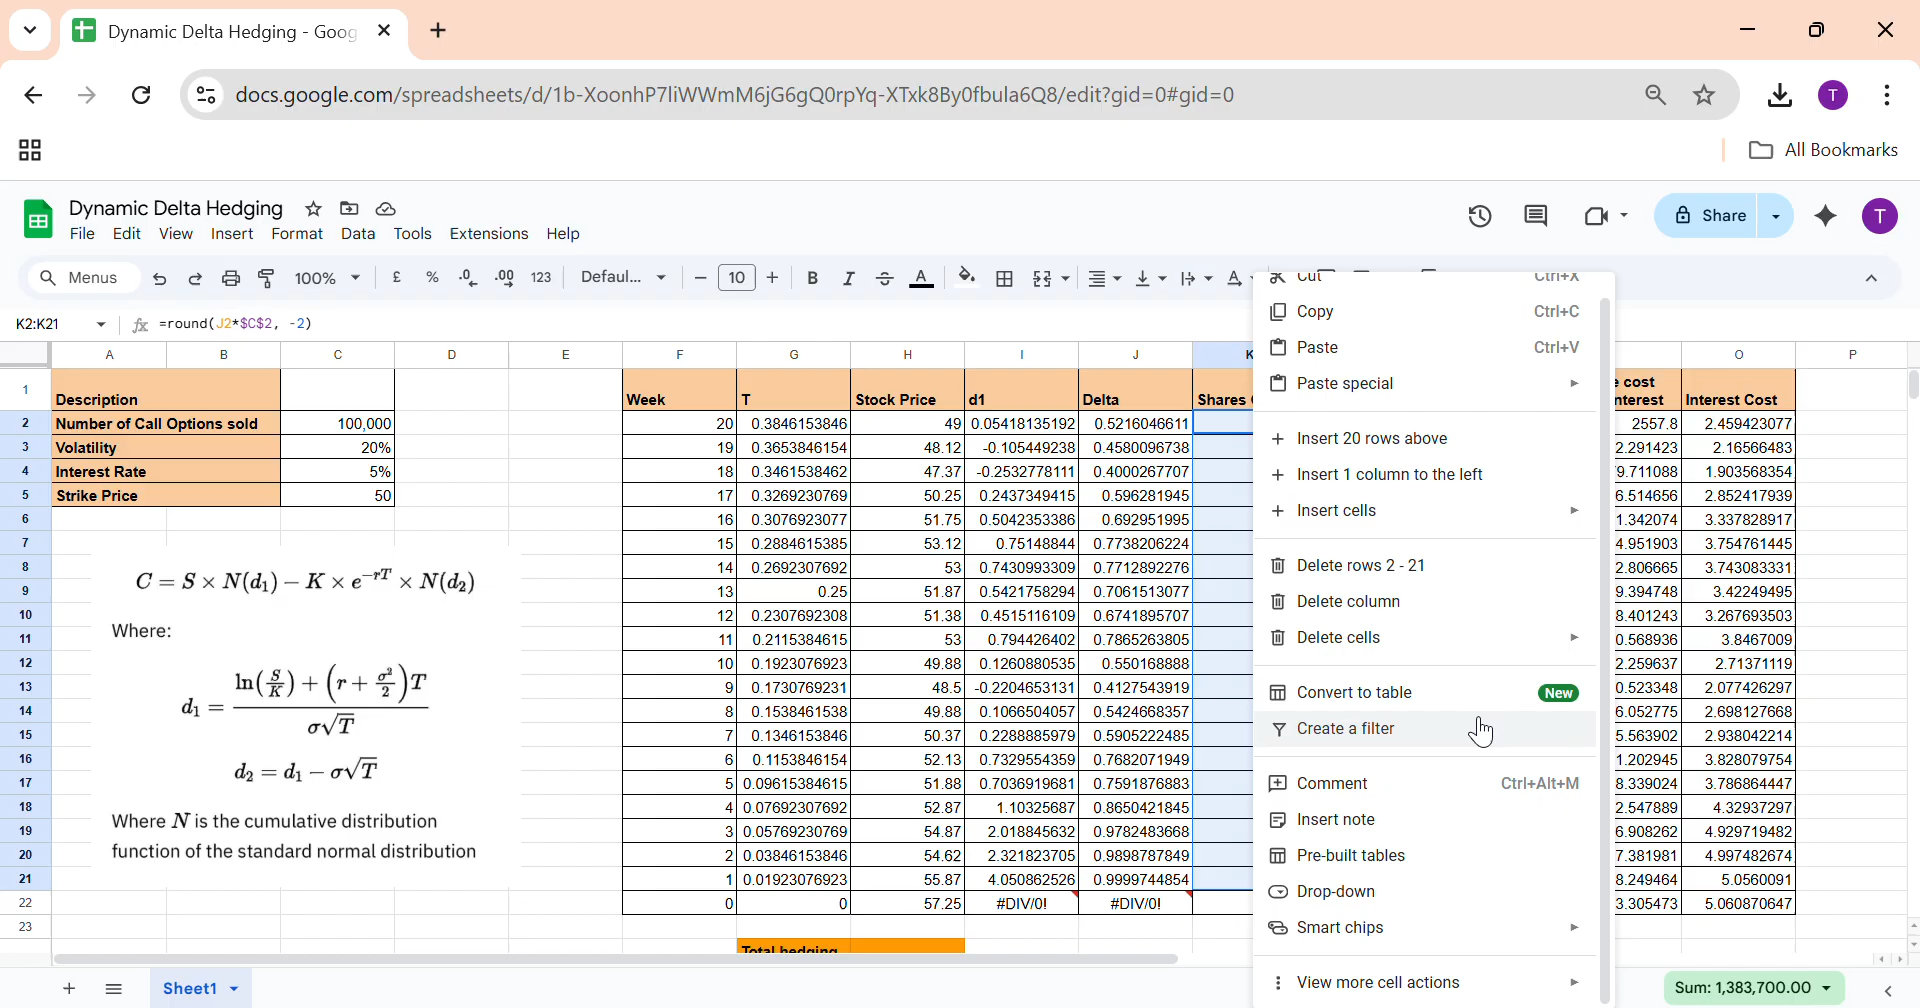 Dynamic Delta Hedging - Goog
docs.google.com/spreadsheets/d/1b-XoonhP7liWWmM6jG6gQ0rpYq-XTxk8By0fbula6Q8/edit?gid=0#gid=0
T
All Bookmarks
Dynamic Delta Hedging
File Edit View Insert Format Data Tools Extensions Help
Share
T
Menus 100% £ % .0 .00 123 Defaul... 10 B I S A A
K2:K21 fx =round(J2*$C$2, -2)
A B C D E F G H I J K O P
1 Description Week T Stock Price d1 Delta Shares e cost nterest Interest Cost
2 Number of Call Options sold 100,000 20 0.3846153846 49 0.05418135192 0.5216046611 2557.8 2.459423077
3 Volatility 20% 19 0.3653846154 48.12 -0.105449238 0.4580096738 2.291423 2.16566483
4 Interest Rate 5% 18 0.3461538462 47.37 -0.2532778111 0.4000267707 9.711088 1.903568354
5 Strike Price 50 17 0.3269230769 50.25 0.2437349415 0.596281945 6.514656 2.852417939
6 16 0.3076923077 51.75 0.5042353386 0.692951995 1.342074 3.337828917
7 15 0.2884615385 53.12 0.75148844 0.7738206224 4.951903 3.754761445
8 14 0.2692307692 53 0.7430993309 0.7712892276 2.806665 3.743083331
9 13 0.25 51.87 0.5421758294 0.7061513077 9.394748 3.42249495
10 12 0.2307692308 51.38 0.4515116109 0.6741895707 8.401243 3.267693503
11 11 0.2115384615 53 0.794426402 0.7865263805 0.568936 3.8467009
12 10 0.1923076923 49.88 0.1260880535 0.550168888 2.259637 2.71371119
13 9 0.1730769231 48.5 -0.2204653131 0.4127543919 0.523348 2.077426297
14 8 0.1538461538 49.88 0.1066504057 0.5424668357 6.052775 2.698127668
15 7 0.1346153846 50.37 0.2288885979 0.5905222485 5.563902 2.938042214
16 6 0.1153846154 52.13 0.7329554359 0.7682071949 1.202945 3.828079754
17 5 0.09615384615 51.88 0.7036919681 0.7591876883 8.339024 3.786864447
18 4 0.07692307692 52.87 1.10325687 0.8650421845 2.547889 4.32937297
19 3 0.05769230769 54.87 2.018845632 0.9782483668 6.908262 4.929719482
20 2 0.03846153846 54.62 2.321823705 0.9898787849 7.381981 4.997482674
21 1 0.01923076923 55.87 4.050862526 0.9999744854 8.249464 5.0560091
22 0 0 57.25 #DIV/0! #DIV/0! 3.305473 5.060870647
23
Total hedging
C = S × N(d₁) − K × e^−rT × N(d₂)
Where:
d₁ = ln(S/K) + (r + σ²/2)T / σ√T
d₂ = d₁ − σ√T
Where N is the cumulative distribution
function of the standard normal distribution
Cut Ctrl+X
Copy Ctrl+C
Paste Ctrl+V
Paste special
Insert 20 rows above
Insert 1 column to the left
Insert cells
Delete rows 2 - 21
Delete column
Delete cells
Convert to table New
Create a filter
Comment Ctrl+Alt+M
Insert note
Pre-built tables
Drop-down
Smart chips
View more cell actions
Sheet1
Sum: 1,383,700.00